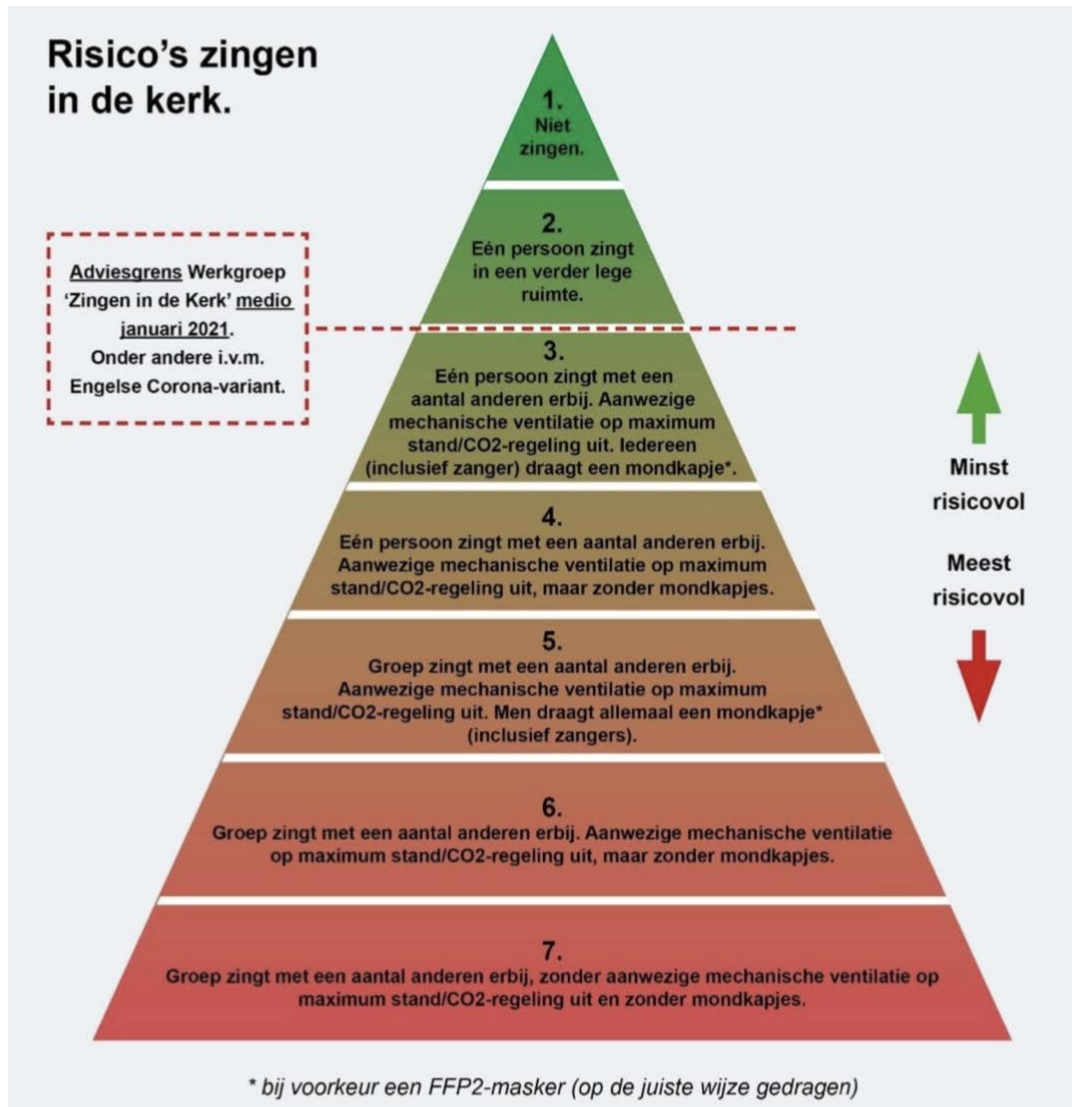 Risico’s zingen
in de kerk.
1.
Niet
zingen.
2.
Eén persoon zingt
in een verder lege
ruimte.
Adviesgrens Werkgroep
‘Zingen in de Kerk’ medio
januari 2021.
Onder andere i.v.m.
Engelse Corona-variant.
3.
Eén persoon zingt met een
aantal anderen erbij. Aanwezige
mechanische ventilatie op maximum
stand/CO2-regeling uit. Iedereen
(inclusief zanger) draagt een mondkapje*.
4.
Eén persoon zingt met een aantal anderen erbij.
Aanwezige mechanische ventilatie op maximum
stand/CO2-regeling uit, maar zonder mondkapjes.
Minst
risicovol
Meest
risicovol
5.
Groep zingt met een aantal anderen erbij.
Aanwezige mechanische ventilatie op maximum
stand/CO2-regeling uit. Men draagt allemaal een mondkapje*
(inclusief zangers).
6.
Groep zingt met een aantal anderen erbij. Aanwezige mechanische ventilatie
op maximum stand/CO2-regeling uit, maar zonder mondkapjes.
7.
Groep zingt met een aantal anderen erbij, zonder aanwezige mechanische ventilatie op
maximum stand/CO2-regeling uit en zonder mondkapjes.
* bij voorkeur een FFP2-masker (op de juiste wijze gedragen)